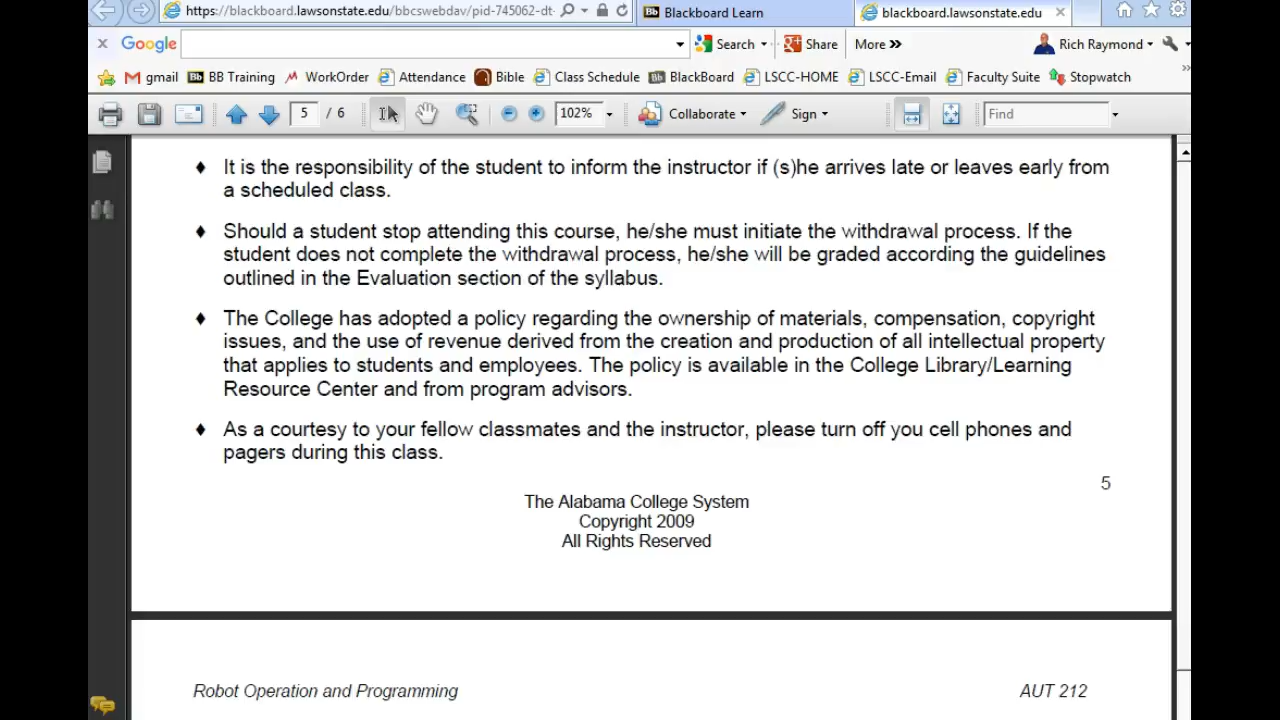 https://blackboard.lawsonstate.edu/bbcswebdav/pid-745062-dt-
Bb Blackboard Learn
blackboard.lawsonstate.edu
x Google Search Share More » Rich Raymond
gmail Bb BB Training WorkOrder Attendance Bible Class Schedule Bb BlackBoard LSCC-HOME LSCC-Email Faculty Suite Stopwatch
5 / 6 102% Collaborate Sign Find
♦ It is the responsibility of the student to inform the instructor if (s)he arrives late or leaves early from
a scheduled class.
♦ Should a student stop attending this course, he/she must initiate the withdrawal process. If the
student does not complete the withdrawal process, he/she will be graded according the guidelines
outlined in the Evaluation section of the syllabus.
♦ The College has adopted a policy regarding the ownership of materials, compensation, copyright
issues, and the use of revenue derived from the creation and production of all intellectual property
that applies to students and employees. The policy is available in the College Library/Learning
Resource Center and from program advisors.
♦ As a courtesy to your fellow classmates and the instructor, please turn off you cell phones and
pagers during this class.
5
The Alabama College System
Copyright 2009
All Rights Reserved
Robot Operation and Programming AUT 212